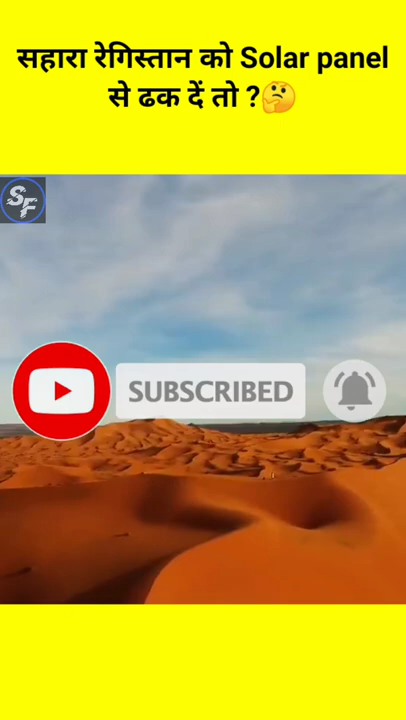 सहारा रेगिस्तान को Solar panel
से ढक दें तो ?🤔
SF
SUBSCRIBED